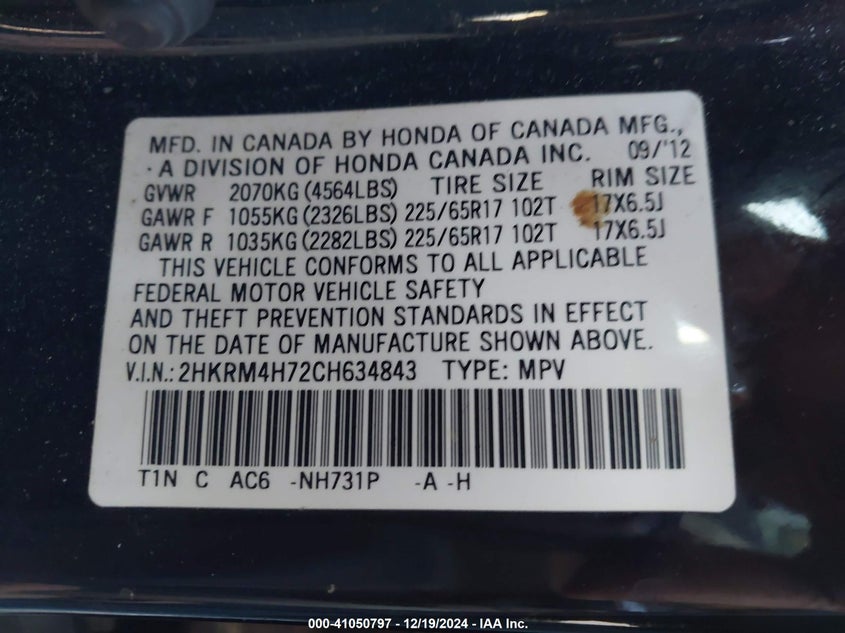 MFD. IN CANADA BY HONDA OF CANADA MFG.,
A DIVISION OF HONDA CANADA INC. 09/'12
GVWR 2070KG (4564LBS) TIRE SIZE RIM SIZE
GAWR F 1055KG (2326LBS) 225/65R17 102T 17X6.5J
GAWR R 1035KG (2282LBS) 225/65R17 102T 17X6.5J
THIS VEHICLE CONFORMS TO ALL APPLICABLE
FEDERAL MOTOR VEHICLE SAFETY
AND THEFT PREVENTION STANDARDS IN EFFECT
ON THE DATE OF MANUFACTURE SHOWN ABOVE.
V.I.N.: 2HKRM4H72CH634843 TYPE: MPV
T1N C AC6 -NH731P -A -H
000-41050797 - 12/19/2024 - IAA Inc.